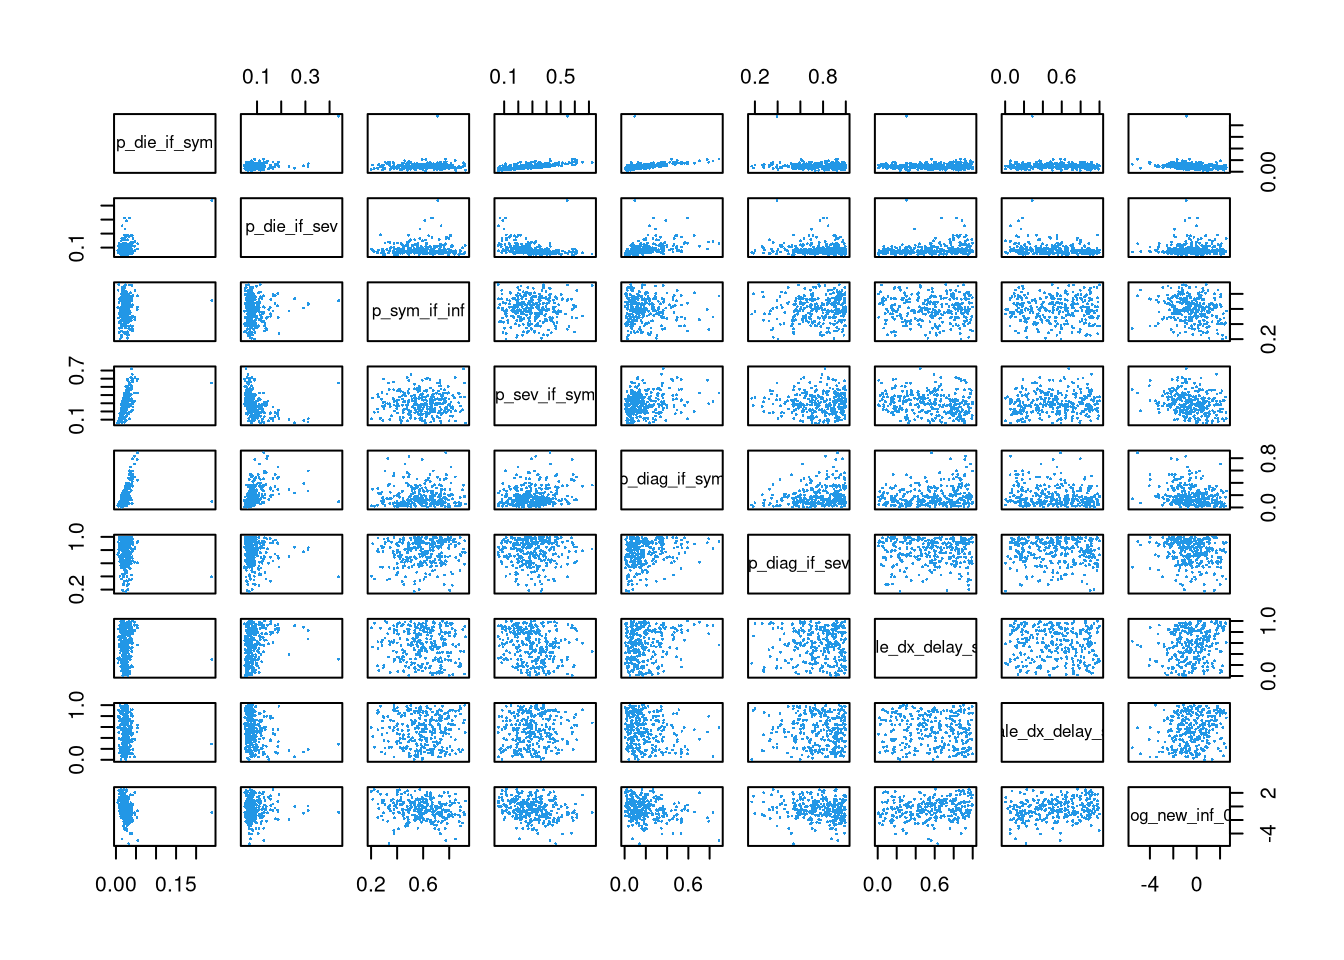 0.1 0.3 0.1 0.5 0.2 0.8 0.0 0.6
p_die_if_sym 0.00
0.1 p_die_if_sev
p_sym_if_inf 0.2
0.1 0.7 p_sev_if_sym
p_diag_if_sym 0.0 0.8
0.2 1.0 p_diag_if_sev
le_dx_delay_s 0.0 1.0
0.0 1.0 ale_dx_delay_
og_new_inf_0 -4 2
0.00 0.15 0.2 0.6 0.0 0.6 0.0 0.6 -4 0